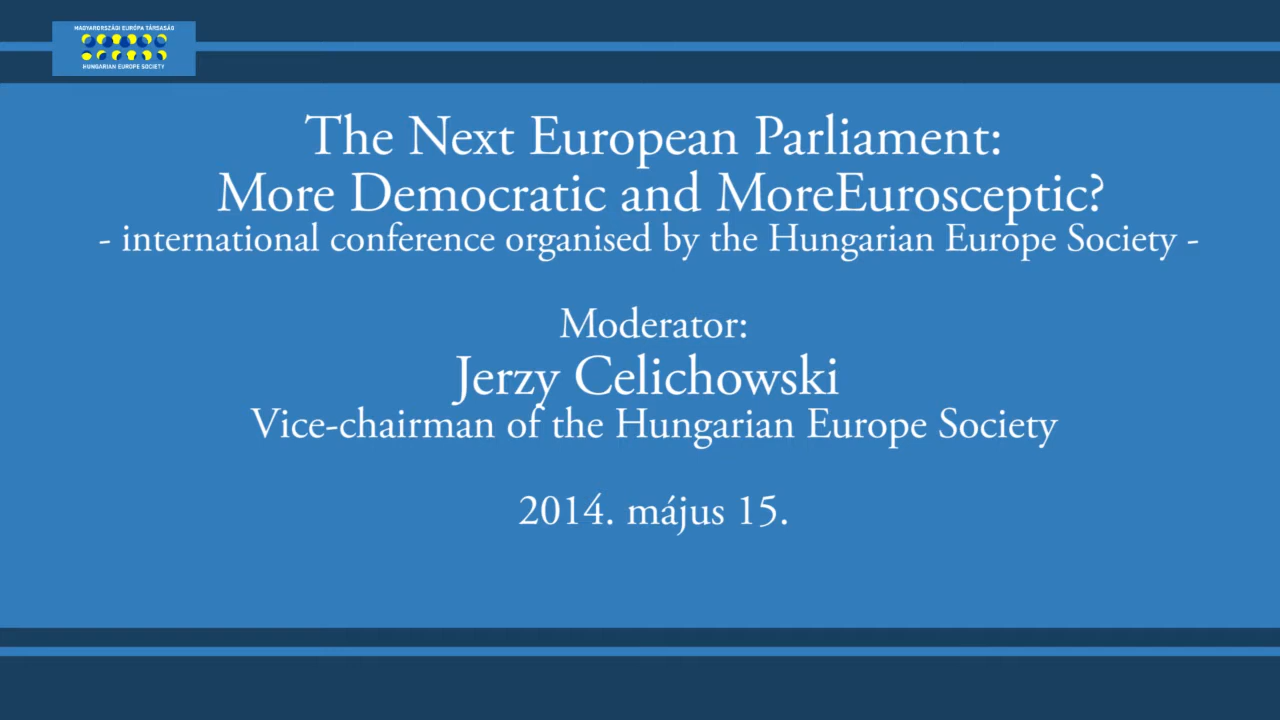 MAGYARORSZÁGI EURÓPA TÁRSASÁG
HUNGARIAN EUROPE SOCIETY
The Next European Parliament:
More Democratic and MoreEurosceptic?
- international conference organised by the Hungarian Europe Society -
Moderator:
Jerzy Celichowski
Vice-chairman of the Hungarian Europe Society
2014. május 15.